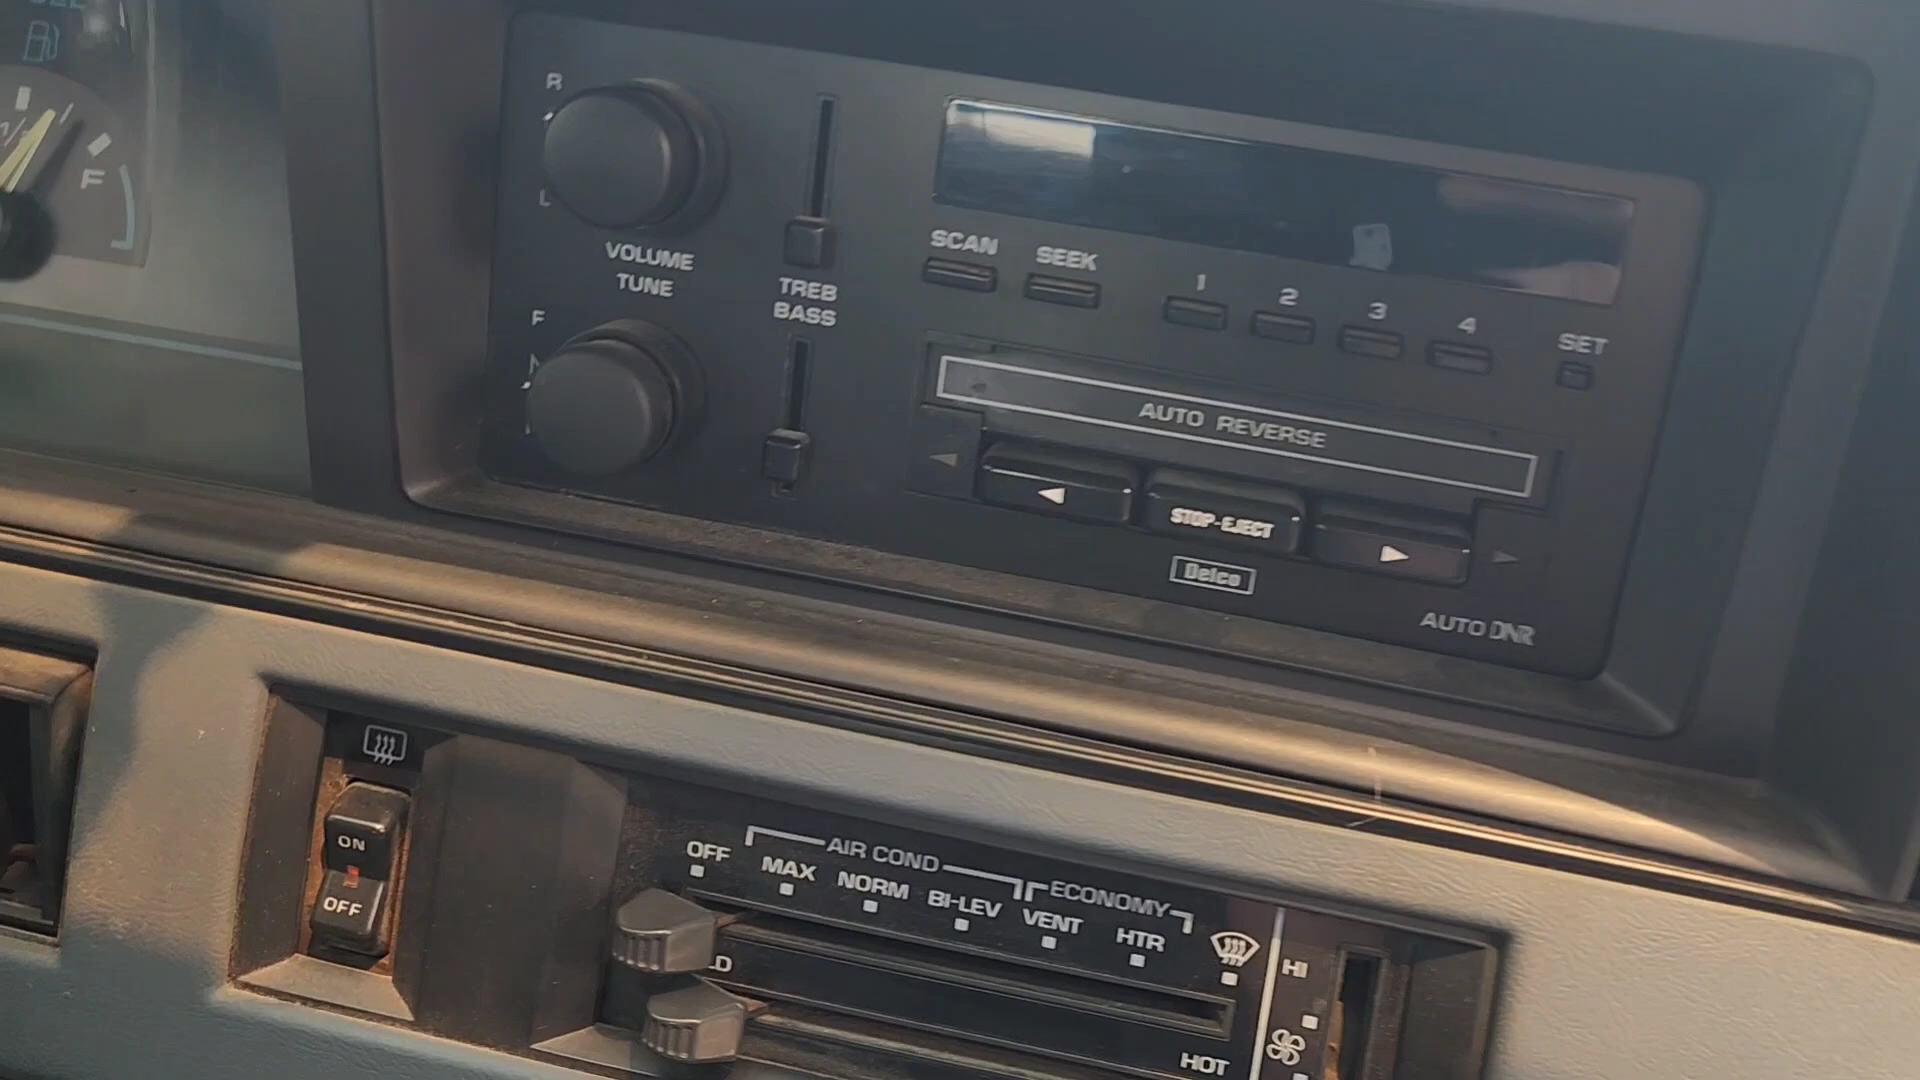 F
R
L
VOLUME
TUNE
F
TREB
BASS
SCAN
SEEK
1
2
3
4
SET
AUTO REVERSE
STOP-EJECT
Delco
AUTO DNR
ON
OFF
OFF
AIR COND
MAX
NORM
BI-LEV
ECONOMY
VENT
HTR
HI
HOT